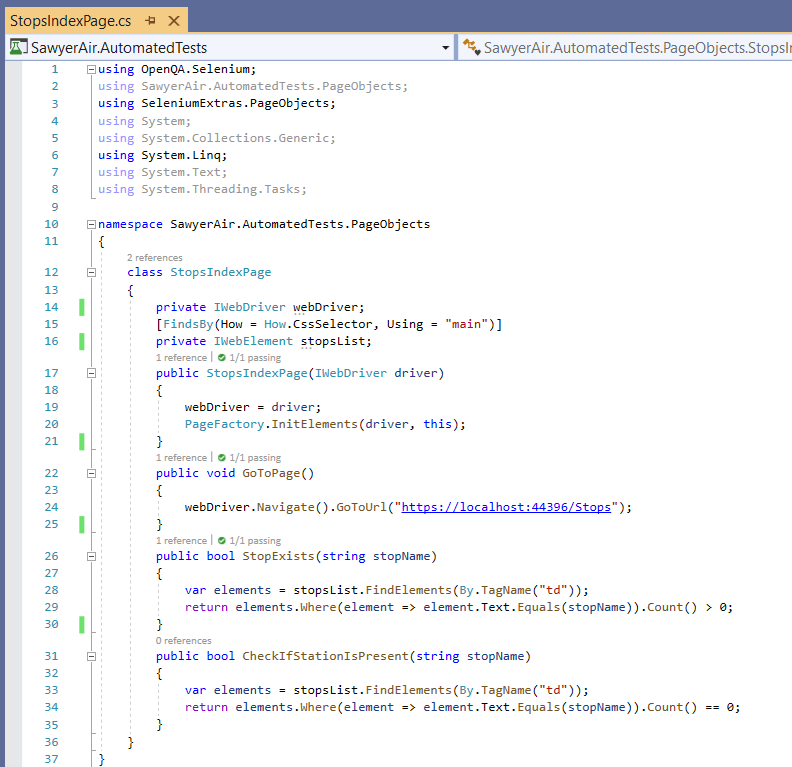 StopsIndexPage.cs
SawyerAir.AutomatedTests
SawyerAir.AutomatedTests.PageObjects.StopsI
1 using OpenQA.Selenium;
2 using SawyerAir.AutomatedTests.PageObjects;
3 using SeleniumExtras.PageObjects;
4 using System;
5 using System.Collections.Generic;
6 using System.Linq;
7 using System.Text;
8 using System.Threading.Tasks;
9
10 namespace SawyerAir.AutomatedTests.PageObjects
11 {
2 references
12 class StopsIndexPage
13 {
14 private IWebDriver webDriver;
15 [FindsBy(How = How.CssSelector, Using = "main")]
16 private IWebElement stopsList;
1 reference | 1/1 passing
17 public StopsIndexPage(IWebDriver driver)
18 {
19 webDriver = driver;
20 PageFactory.InitElements(driver, this);
21 }
1 reference | 1/1 passing
22 public void GoToPage()
23 {
24 webDriver.Navigate().GoToUrl("https://localhost:44396/Stops");
25 }
1 reference | 1/1 passing
26 public bool StopExists(string stopName)
27 {
28 var elements = stopsList.FindElements(By.TagName("td"));
29 return elements.Where(element => element.Text.Equals(stopName)).Count() > 0;
30 }
0 references
31 public bool CheckIfStationIsPresent(string stopName)
32 {
33 var elements = stopsList.FindElements(By.TagName("td"));
34 return elements.Where(element => element.Text.Equals(stopName)).Count() == 0;
35 }
36 }
37 }